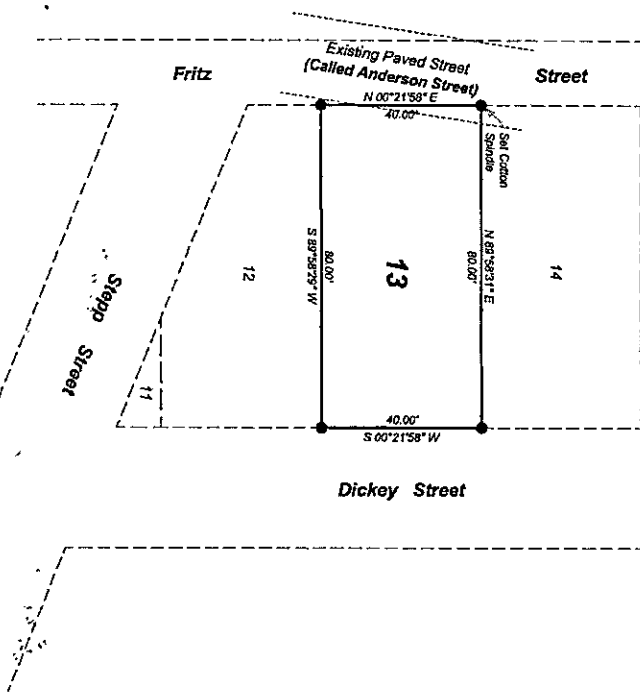 Existing Paved Street
(Called Anderson Street)
Fritz
Street
N 00°21'58" E
40.00'
Set Cotton
Spindle
N 89°58'31" E
80.00'
S 89°58'29" W
80.00'
12
13
14
Stepp Street
11
40.00'
S 00°21'58" W
Dickey Street